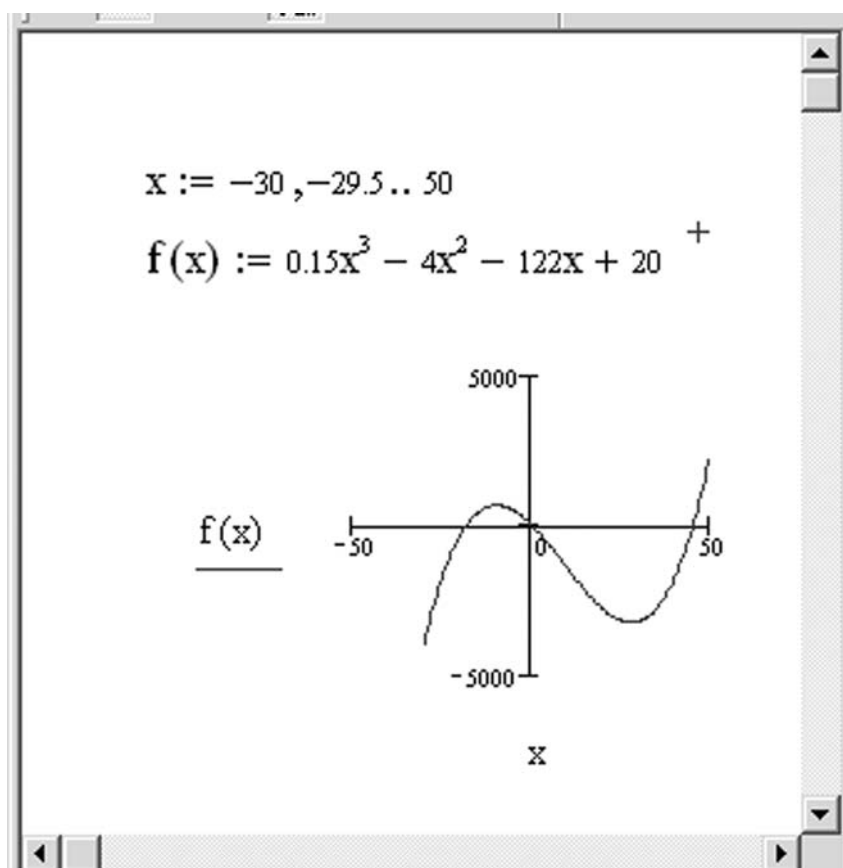 x := −30 ,−29.5 .. 50
f(x) := 0.15x³ − 4x² − 122x + 20
5000
f(x)
−50
0
50
−5000
x